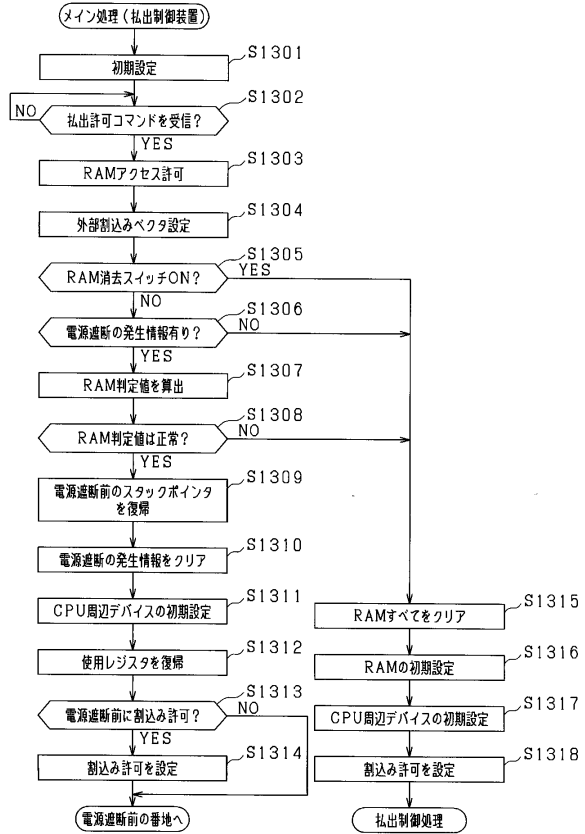 メイン処理(払出制御装置)
S1301
初期設定
S1302
NO
払出許可コマンドを受信?
YES
S1303
RAMアクセス許可
S1304
外部割込みベクタ設定
S1305
RAM消去スイッチON?
YES
NO
S1306
電源遮断の発生情報有り?
NO
YES
S1307
RAM判定値を算出
S1308
RAM判定値は正常?
NO
YES
S1309
電源遮断前のスタックポインタ
を復帰
S1310
電源遮断の発生情報をクリア
S1311
CPU周辺デバイスの初期設定
S1312
使用レジスタを復帰
S1313
電源遮断前に割込み許可?
NO
YES
S1314
割込み許可を設定
電源遮断前の番地へ
S1315
RAMすべてをクリア
S1316
RAMの初期設定
S1317
CPU周辺デバイスの初期設定
S1318
割込み許可を設定
払出制御処理